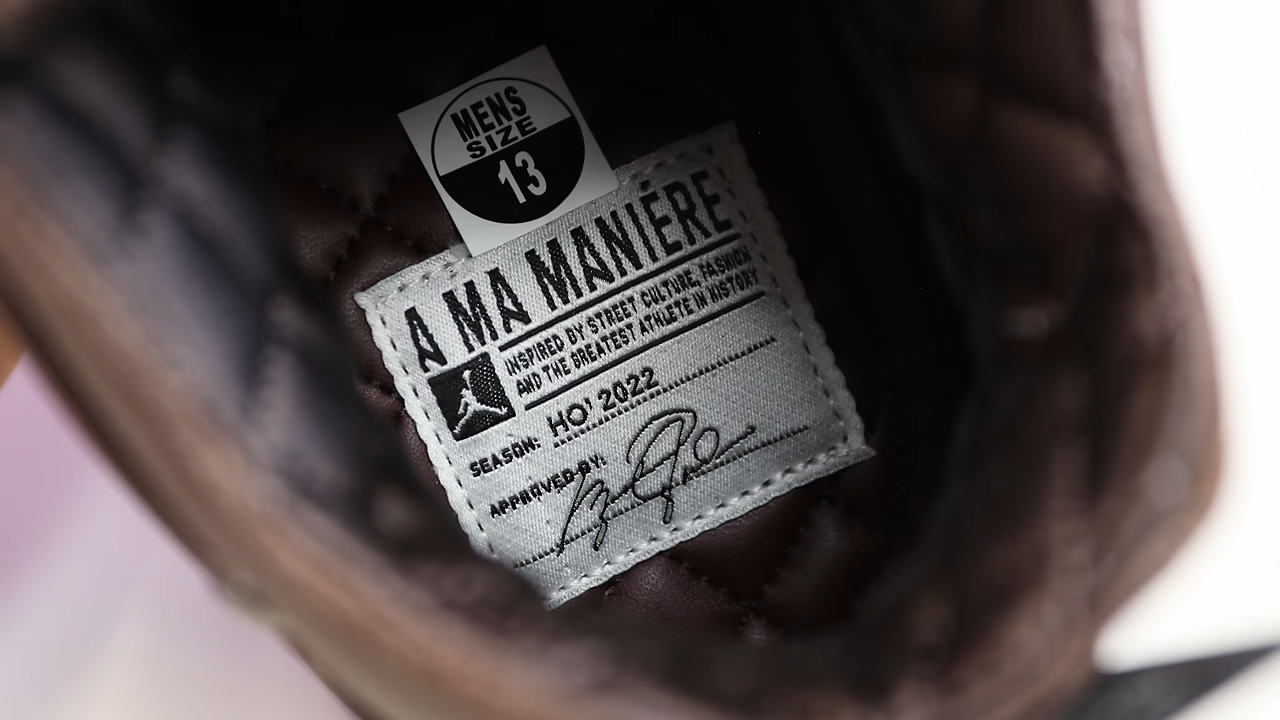 MENS
SIZE
13
A MA MANIÉRE
INSPIRED BY STREET CULTURE, FASHION
AND THE GREATEST ATHLETE IN HISTORY
SEASON: HO' 2022
APPROVED BY: